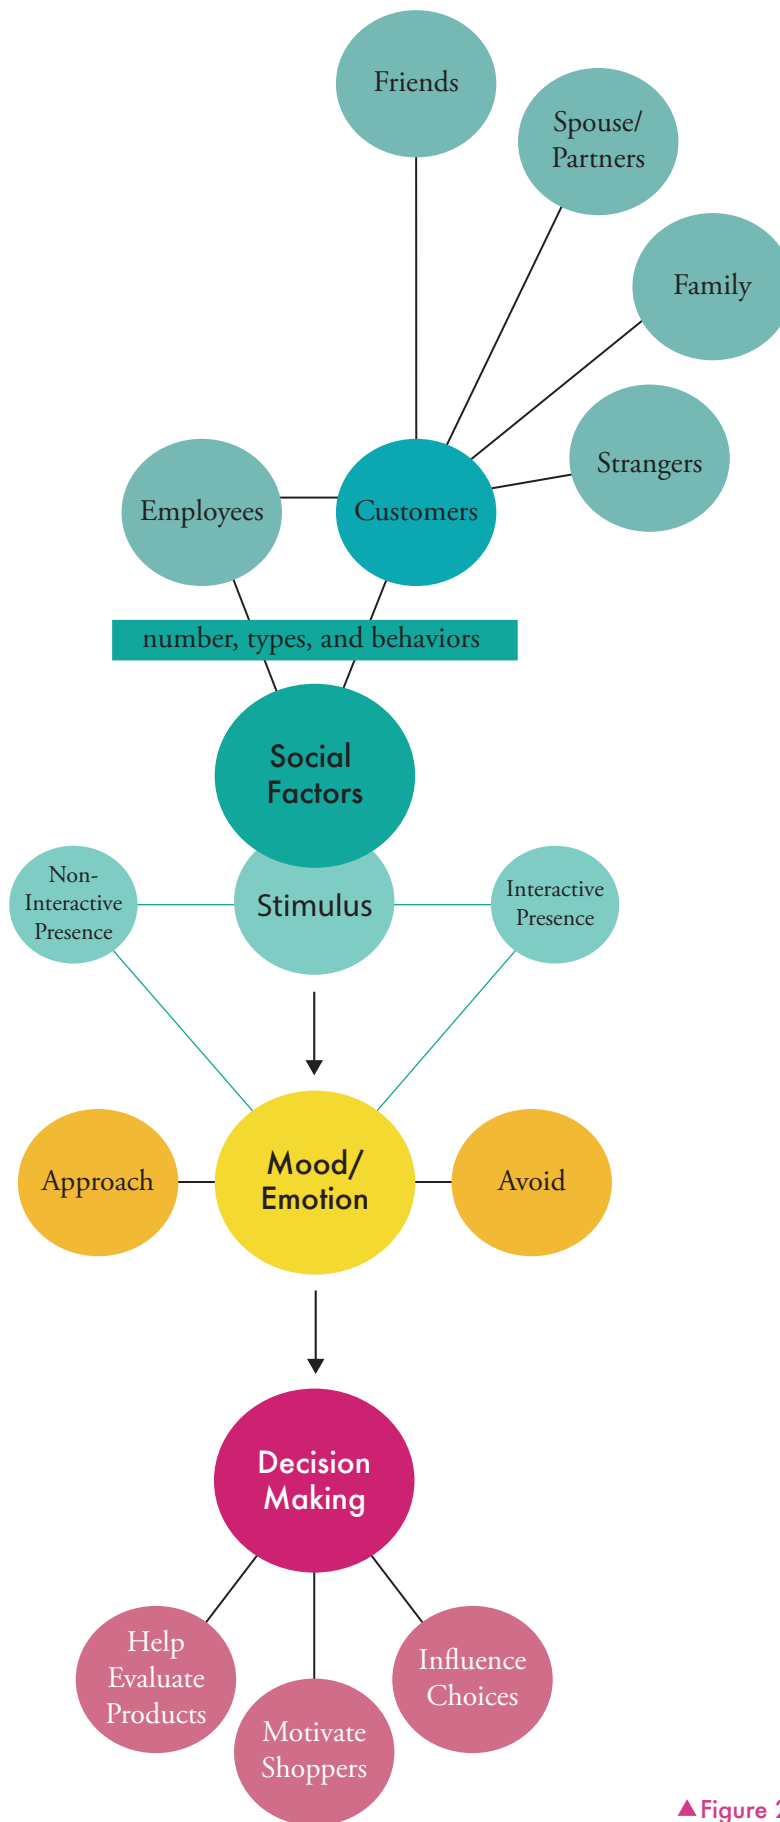 Friends
Spouse/
Partners
Family
Strangers
Employees
Customers
number, types, and behaviors
Social
Factors
Non-
Interactive
Presence
Stimulus
Interactive
Presence
Approach
Mood/
Emotion
Avoid
Decision
Making
Help
Evaluate
Products
Motivate
Shoppers
Influence
Choices
▲Figure 2